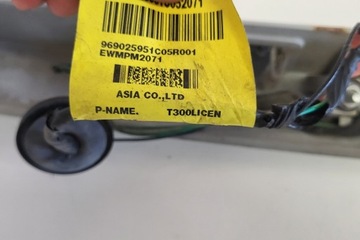 969025951C05R001
EWMPM2071
ASIA CO.,LTD
P-NAME. T300LICEN